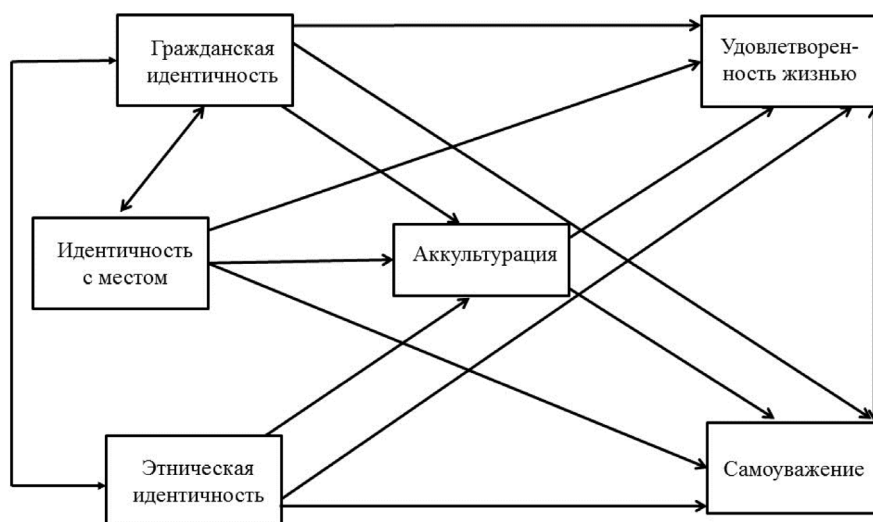 Гражданская
идентичность
Удовлетворен-
ность жизнью
Идентичность
с местом
Аккультурация
Этническая
идентичность
Самоуважение